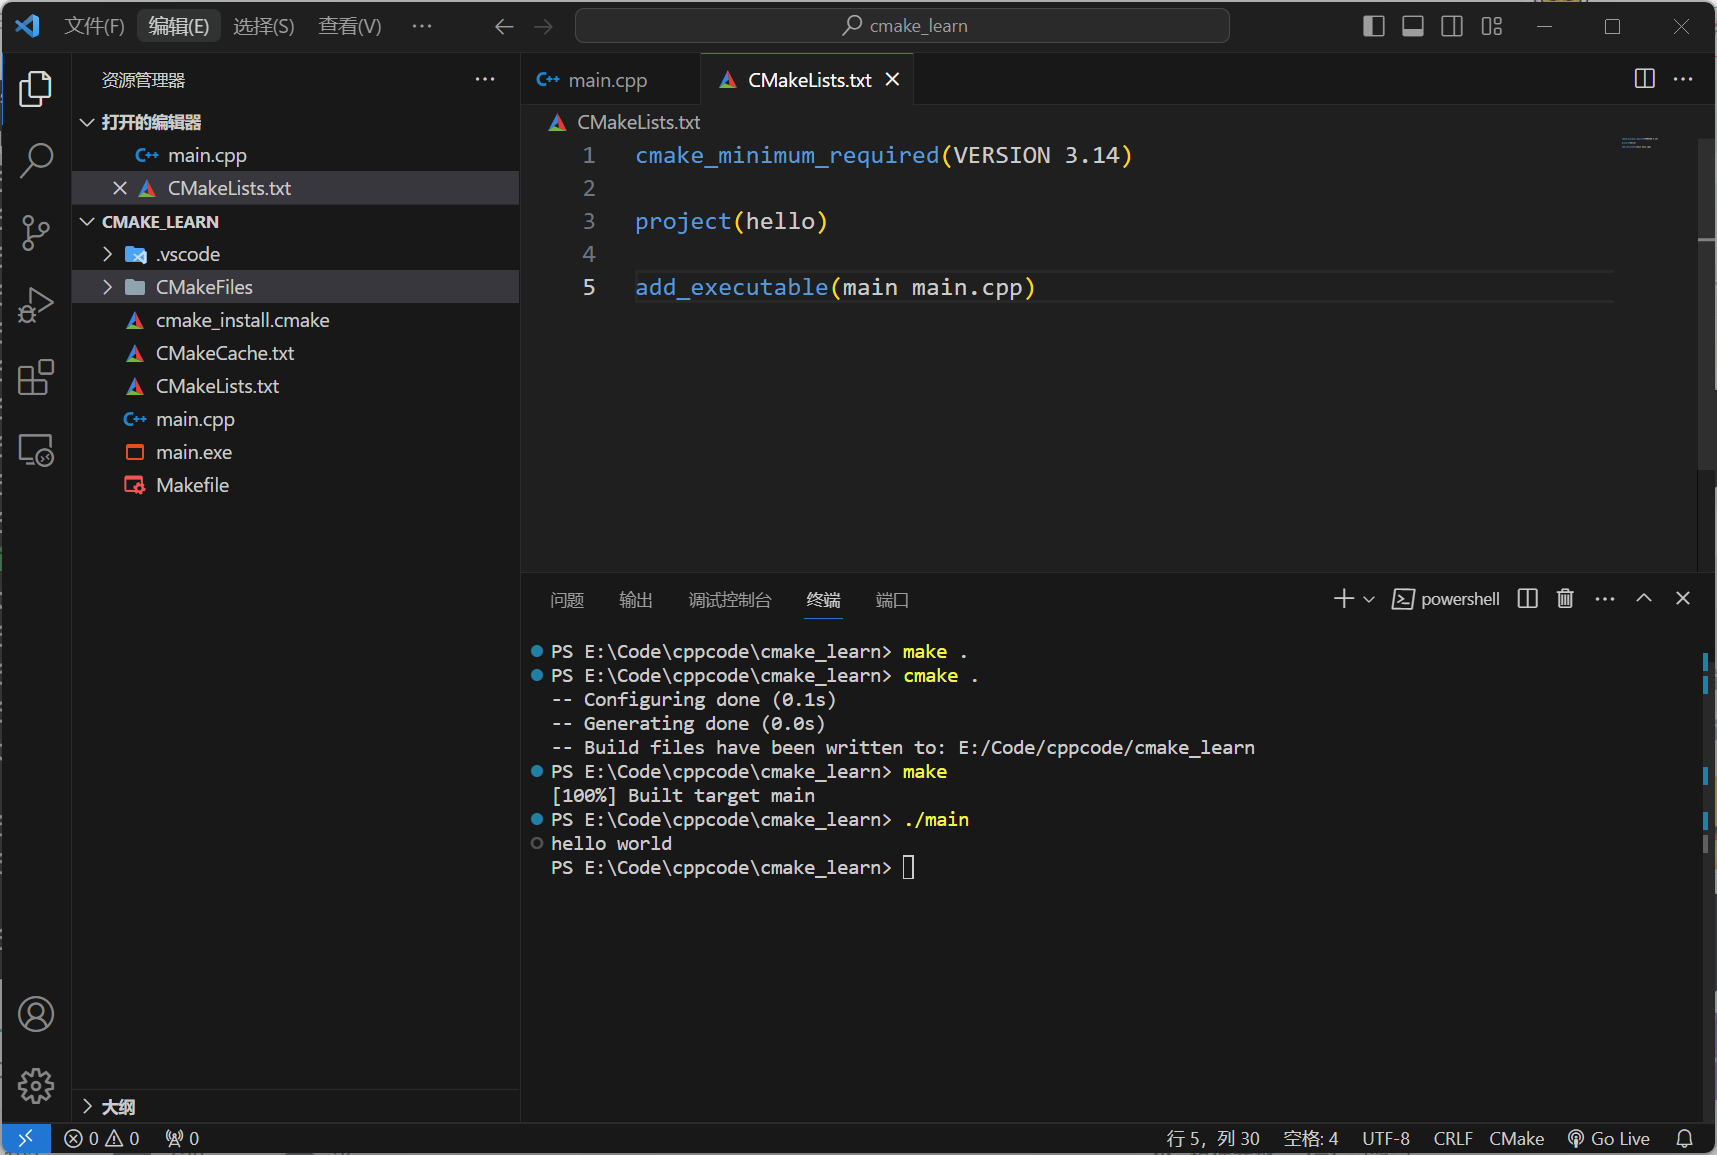 文件(F) 编辑(E) 选择(S) 查看(V) ··· cmake_learn
资源管理器 ···
打开的编辑器
main.cpp
CMakeLists.txt
CMAKE_LEARN
.vscode
CMakeFiles
cmake_install.cmake
CMakeCache.txt
CMakeLists.txt
main.cpp
main.exe
Makefile
大纲
main.cpp CMakeLists.txt
CMakeLists.txt
1 cmake_minimum_required(VERSION 3.14)
2
3 project(hello)
4
5 add_executable(main main.cpp)
问题 输出 调试控制台 终端 端口 powershell
PS E:\Code\cppcode\cmake_learn> make .
PS E:\Code\cppcode\cmake_learn> cmake .
-- Configuring done (0.1s)
-- Generating done (0.0s)
-- Build files have been written to: E:/Code/cppcode/cmake_learn
PS E:\Code\cppcode\cmake_learn> make
[100%] Built target main
PS E:\Code\cppcode\cmake_learn> ./main
hello world
PS E:\Code\cppcode\cmake_learn>
0 0 0 行 5，列 30 空格: 4 UTF-8 CRLF CMake Go Live